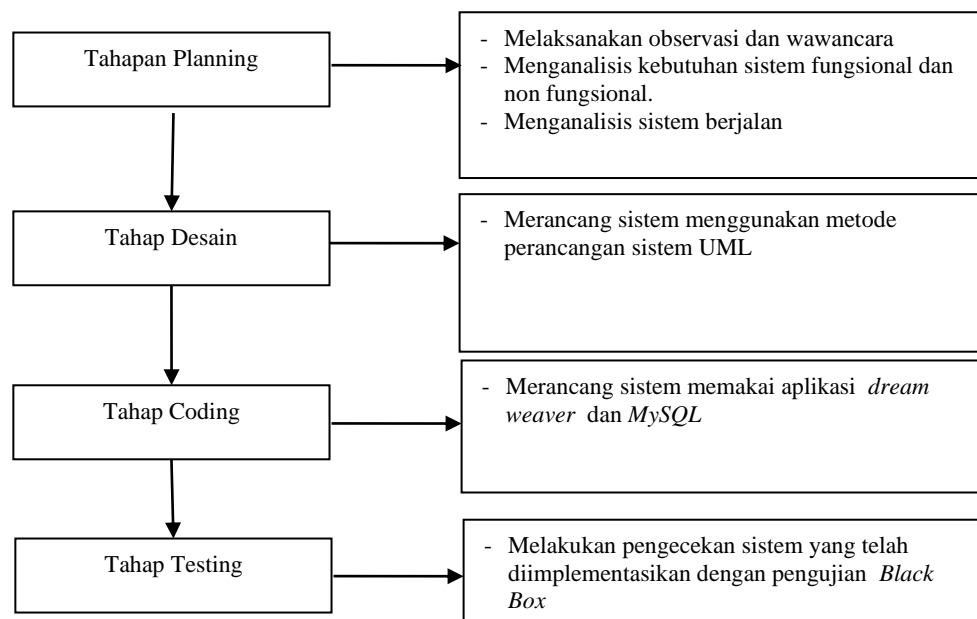 Tahapan Planning
- Melaksanakan observasi dan wawancara
- Menganalisis kebutuhan sistem fungsional dan
non fungsional.
- Menganalisis sistem berjalan
Tahap Desain
- Merancang sistem menggunakan metode
perancangan sistem UML
Tahap Coding
- Merancang sistem memakai aplikasi dream
weaver dan MySQL
Tahap Testing
- Melakukan pengecekan sistem yang telah
diimplementasikan dengan pengujian Black
Box